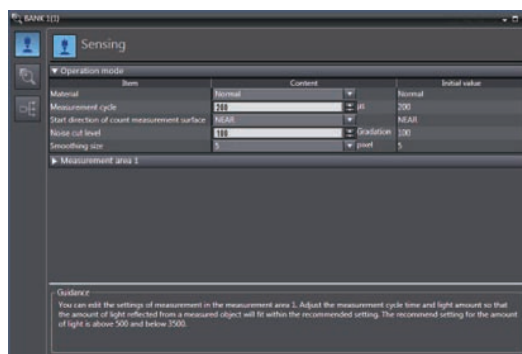 BANK 1(1)
Sensing
▼ Operation mode
Item Content Initial value
Material Normal Normal
Measurement cycle 200 μs 200
Start direction of count measurement surface NEAR NEAR
Noise cut level 100 Gradation 100
Smoothing size 5 pixel 5
▶ Measurement area 1
Guidance
You can edit the settings of measurement in the measurement area 1. Adjust the measurement cycle time and light amount so that
the amount of light reflected from a measured object will fit within the recommended setting. The recommend setting for the amount
of light is above 500 and below 3500.